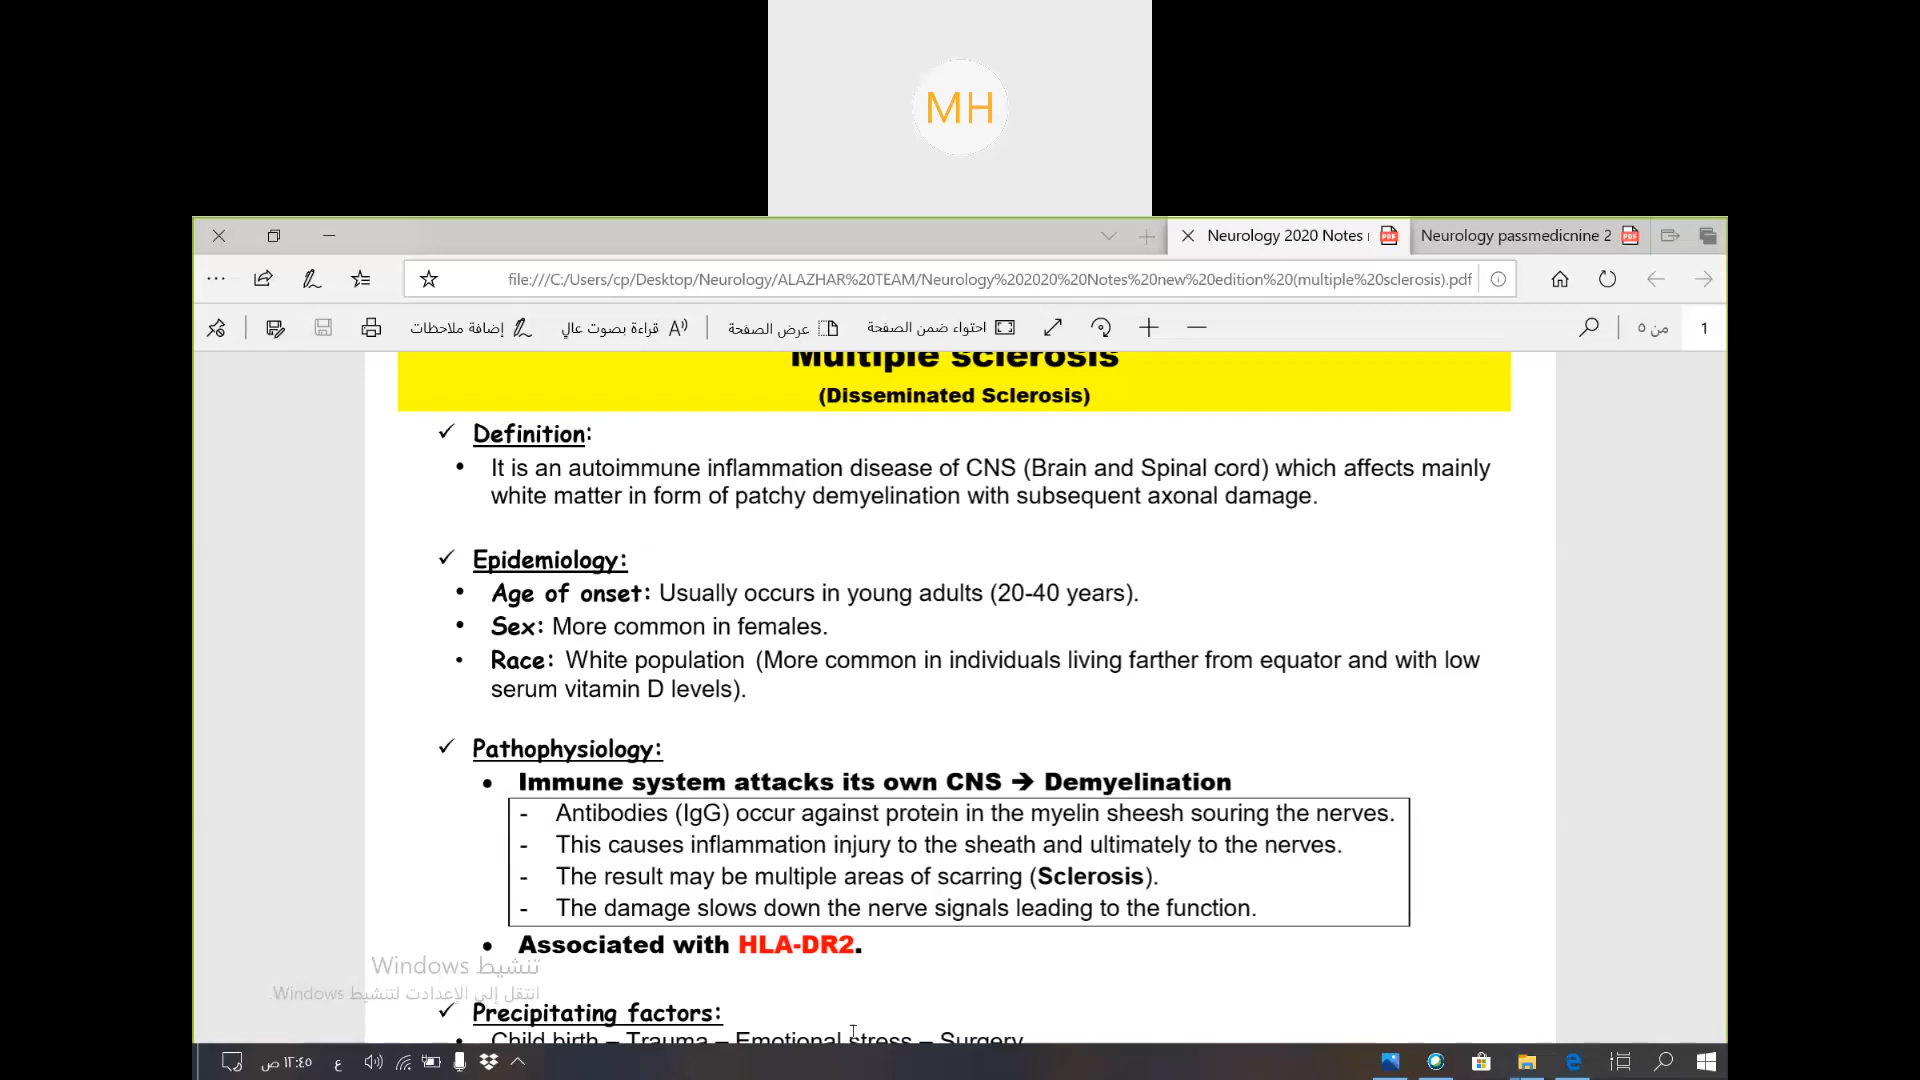 MH
Neurology 2020 Notes
PDF
Neurology passmedicnine 2
PDF
file:///C:/Users/cp/Desktop/Neurology/ALAZHAR%20TEAM/Neurology%202020%20Notes%20new%20edition%20(multiple%20sclerosis).pdf
إضافة ملاحظات
قراءة بصوت عالٍ
عرض الصفحة
احتواء ضمن الصفحة
من ٥
1
Multiple sclerosis
(Disseminated Sclerosis)
✓ Definition:
• It is an autoimmune inflammation disease of CNS (Brain and Spinal cord) which affects mainly
white matter in form of patchy demyelination with subsequent axonal damage.
✓ Epidemiology:
• Age of onset: Usually occurs in young adults (20-40 years).
• Sex: More common in females.
• Race: White population (More common in individuals living farther from equator and with low
serum vitamin D levels).
✓ Pathophysiology:
• Immune system attacks its own CNS → Demyelination
- Antibodies (IgG) occur against protein in the myelin sheesh souring the nerves.
- This causes inflammation injury to the sheath and ultimately to the nerves.
- The result may be multiple areas of scarring (Sclerosis).
- The damage slows down the nerve signals leading to the function.
• Associated with HLA-DR2.
تنشيط Windows
انتقل إلى الإعدادت لتنشيط Windows.
✓ Precipitating factors:
• Child birth – Trauma – Emotional stress – Surgery
١٢:٤٥ ص
ع